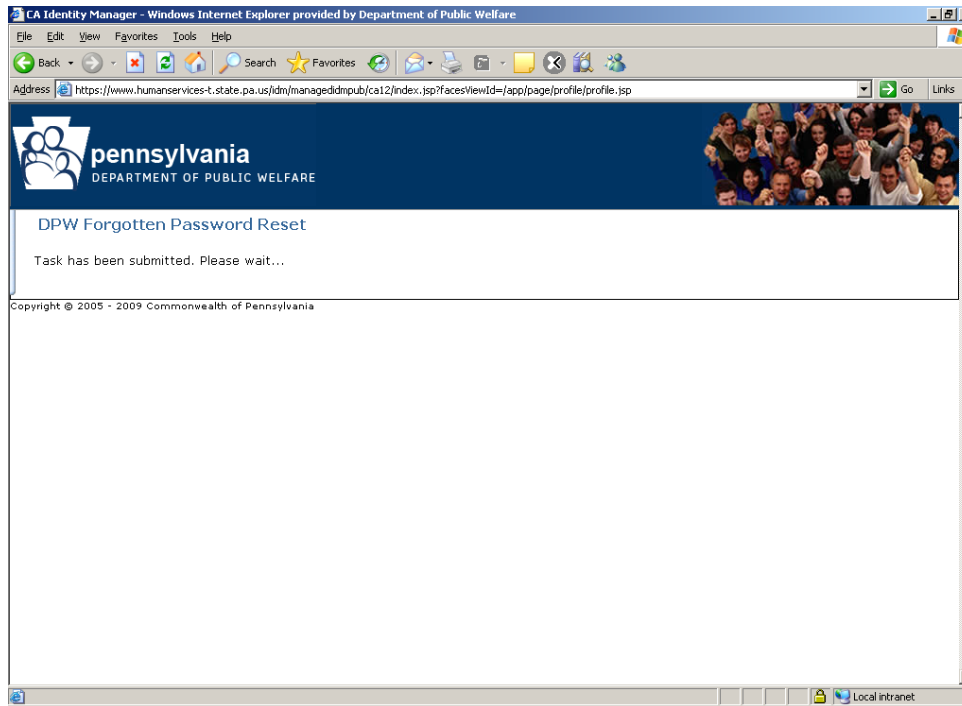 CA Identity Manager - Windows Internet Explorer provided by Department of Public Welfare
File Edit View Favorites Tools Help
Back Search Favorites
Address https://www.humanservices-t.state.pa.us/idm/managedidmpub/ca12/index.jsp?facesViewId=/app/page/profile/profile.jsp Go Links
pennsylvania
DEPARTMENT OF PUBLIC WELFARE
DPW Forgotten Password Reset
Task has been submitted. Please wait...
Copyright © 2005 - 2009 Commonwealth of Pennsylvania
Local intranet